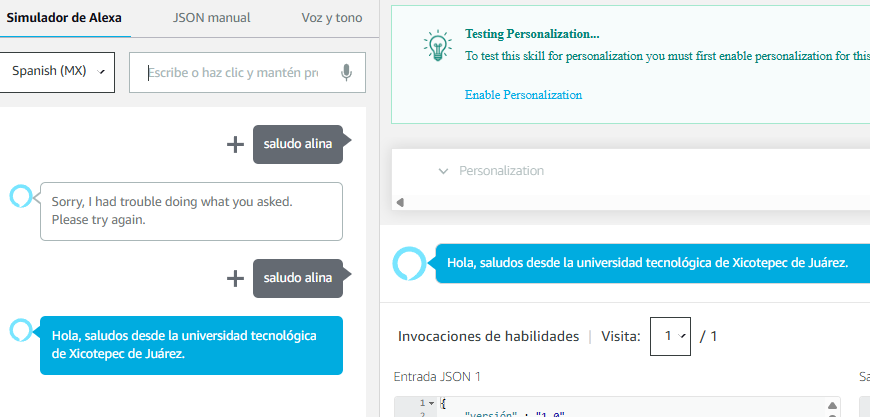 Simulador de Alexa
JSON manual
Voz y tono
Spanish (MX)
Escribe o haz clic y mantén
saludo alina
Sorry, I had trouble doing what you asked.
Please try again.
saludo alina
Hola, saludos desde la universidad tecnológica
de Xicotepec de Juárez.
Testing Personalization...
To test this skill for personalization you must first enable personalization for this
Enable Personalization
Personalization
Hola, saludos desde la universidad tecnológica de Xicotepec de Juárez.
Invocaciones de habilidades | Visita: 1 / 1
Entrada JSON 1
1 {
2 "versión" : "1.0"